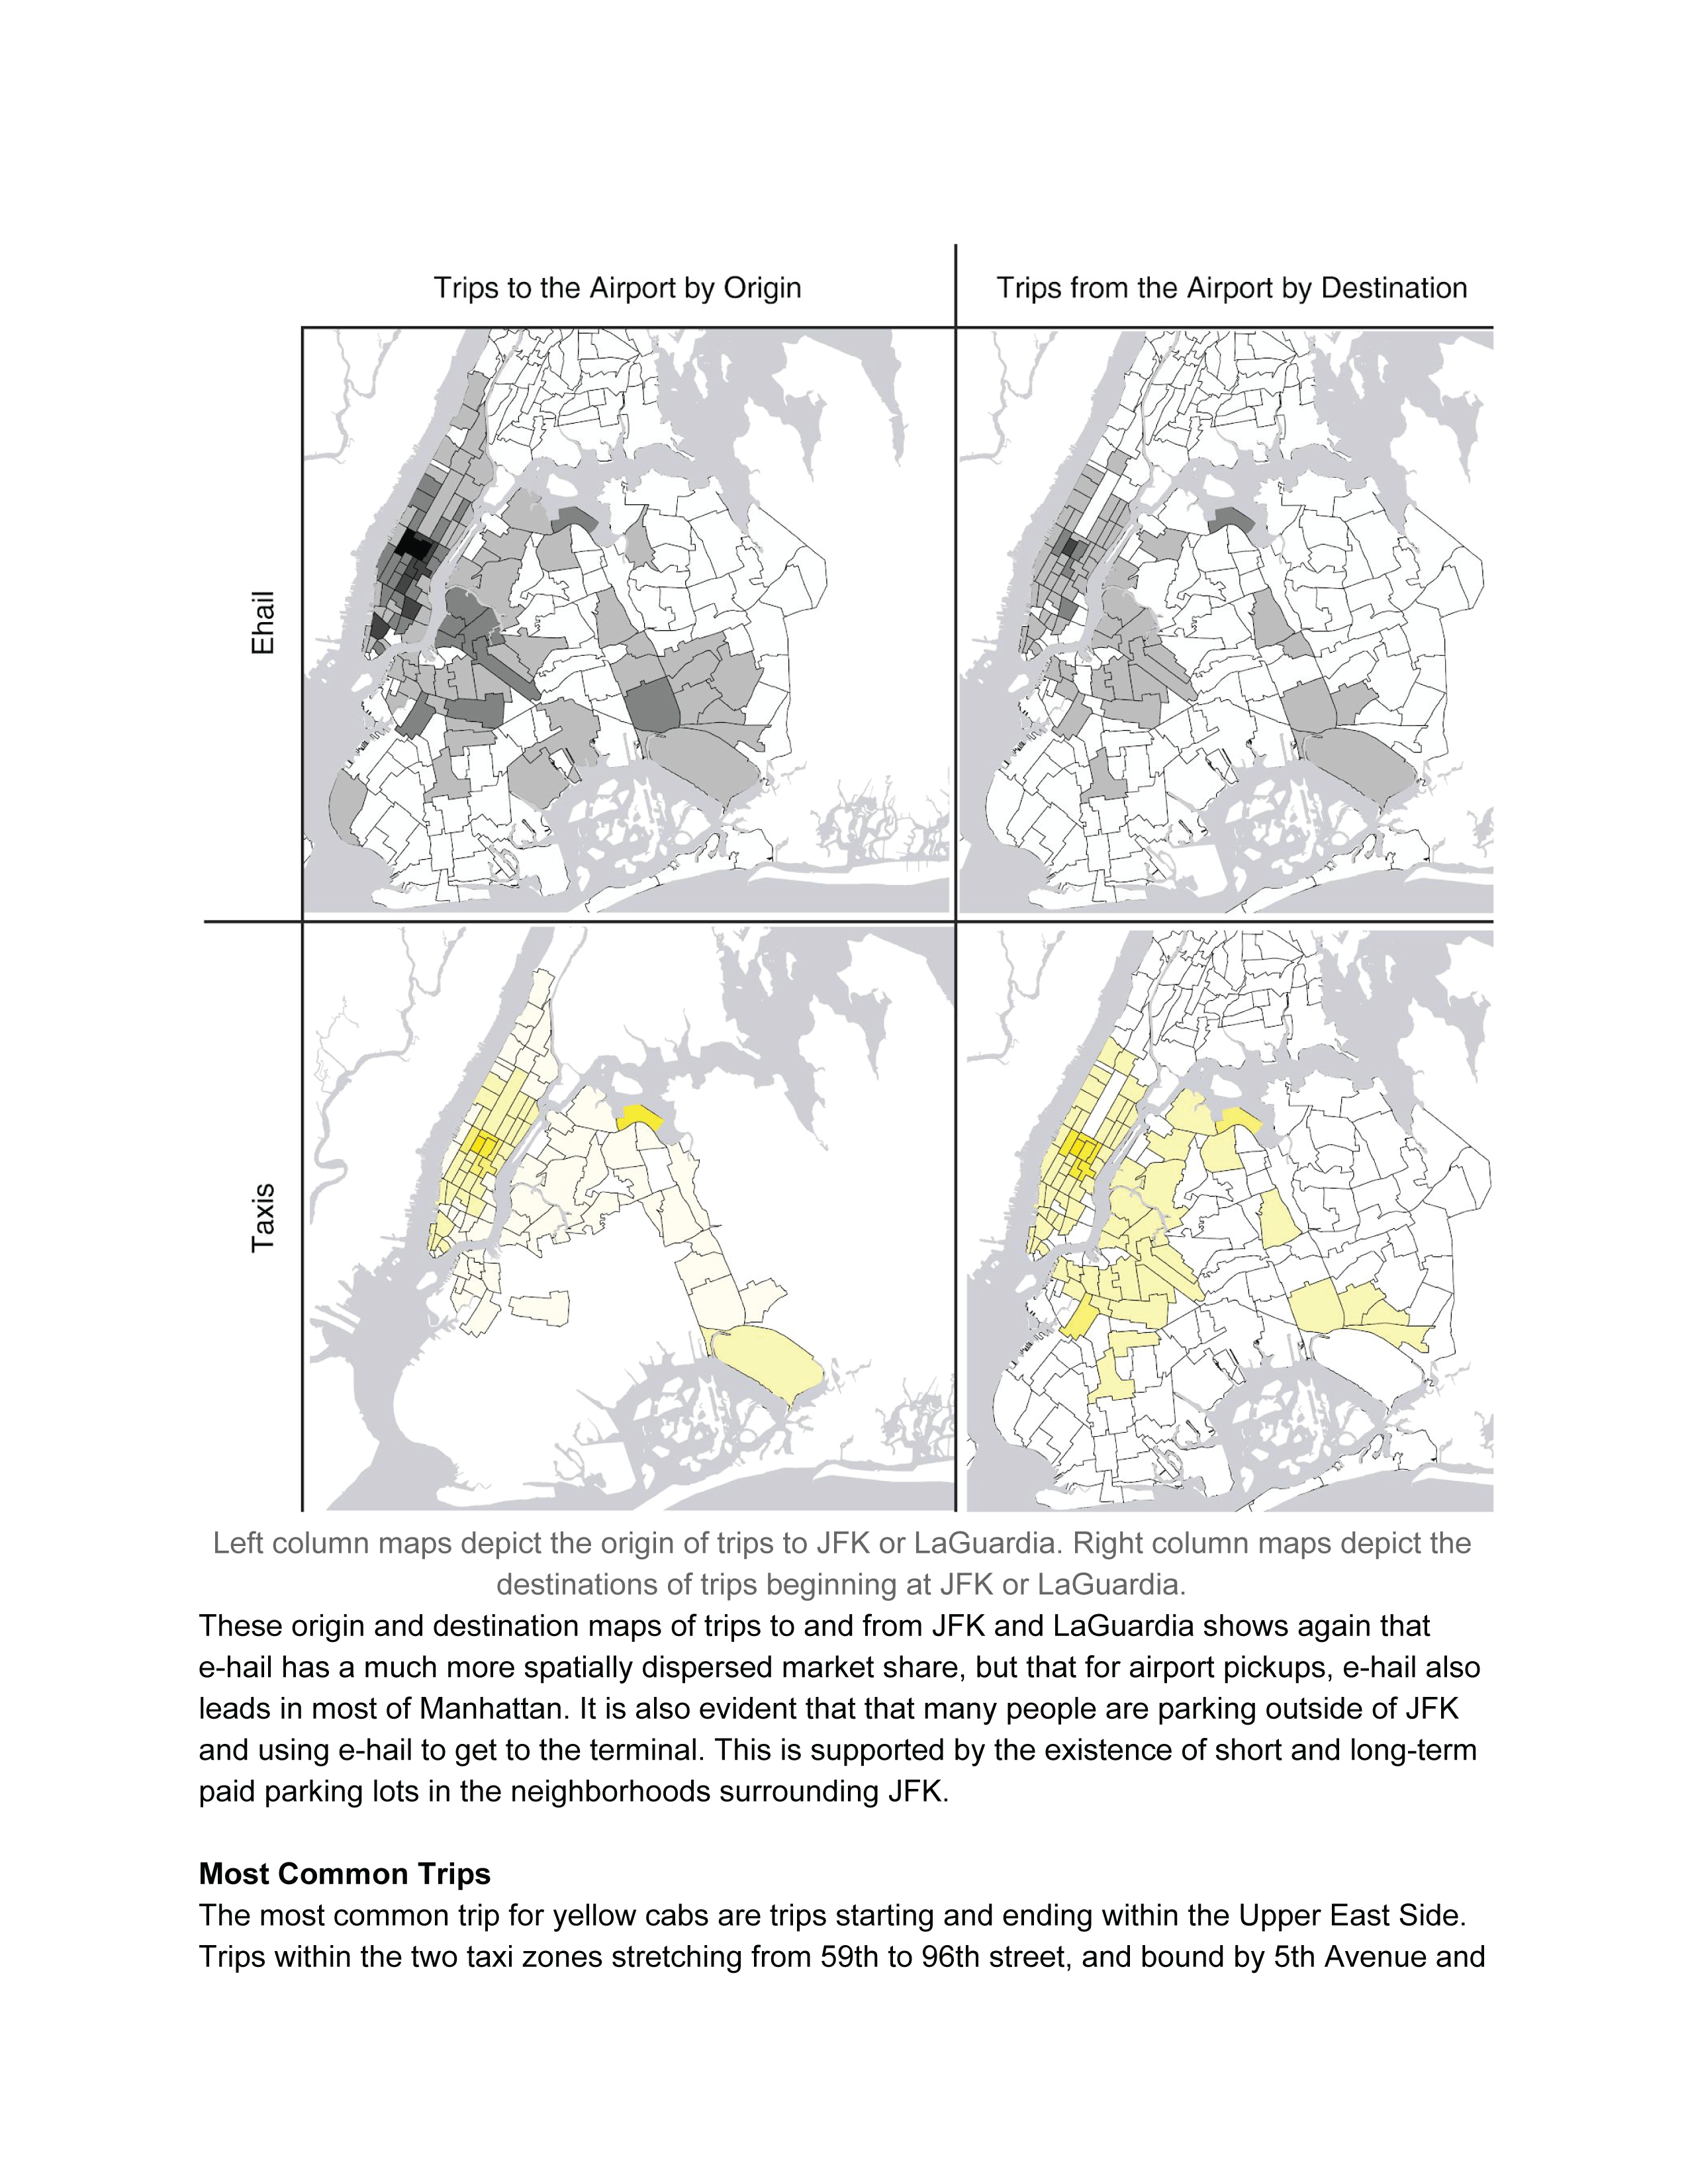 Trips to the Airport by Origin
Trips from the Airport by Destination
Ehail
Taxis
Left column maps depict the origin of trips to JFK or LaGuardia. Right column maps depict the
destinations of trips beginning at JFK or LaGuardia.
These origin and destination maps of trips to and from JFK and LaGuardia shows again that
e-hail has a much more spatially dispersed market share, but that for airport pickups, e-hail also
leads in most of Manhattan. It is also evident that that many people are parking outside of JFK
and using e-hail to get to the terminal. This is supported by the existence of short and long-term
paid parking lots in the neighborhoods surrounding JFK.
Most Common Trips
The most common trip for yellow cabs are trips starting and ending within the Upper East Side.
Trips within the two taxi zones stretching from 59th to 96th street, and bound by 5th Avenue and